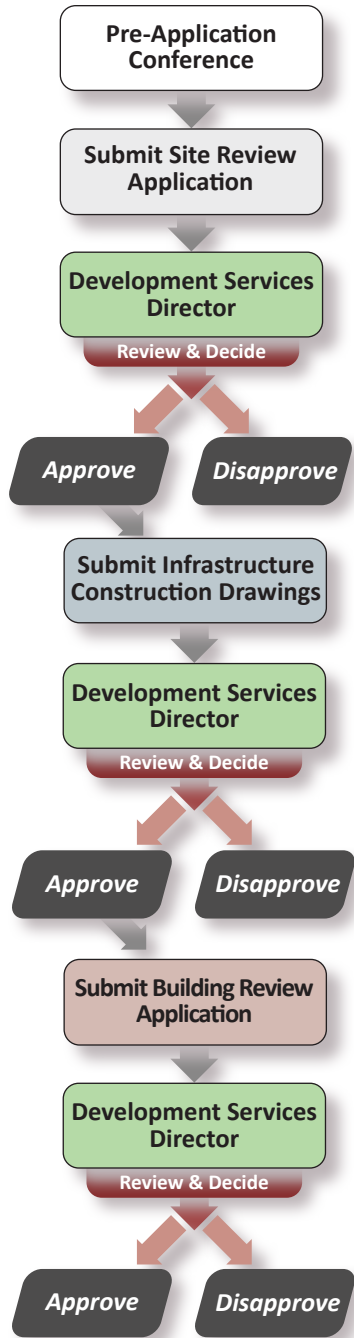 Pre-Application
Conference
Submit Site Review
Application
Development Services
Director
Review & Decide
Approve
Disapprove
Submit Infrastructure
Construction Drawings
Development Services
Director
Review & Decide
Approve
Disapprove
Submit Building Review
Application
Development Services
Director
Review & Decide
Approve
Disapprove